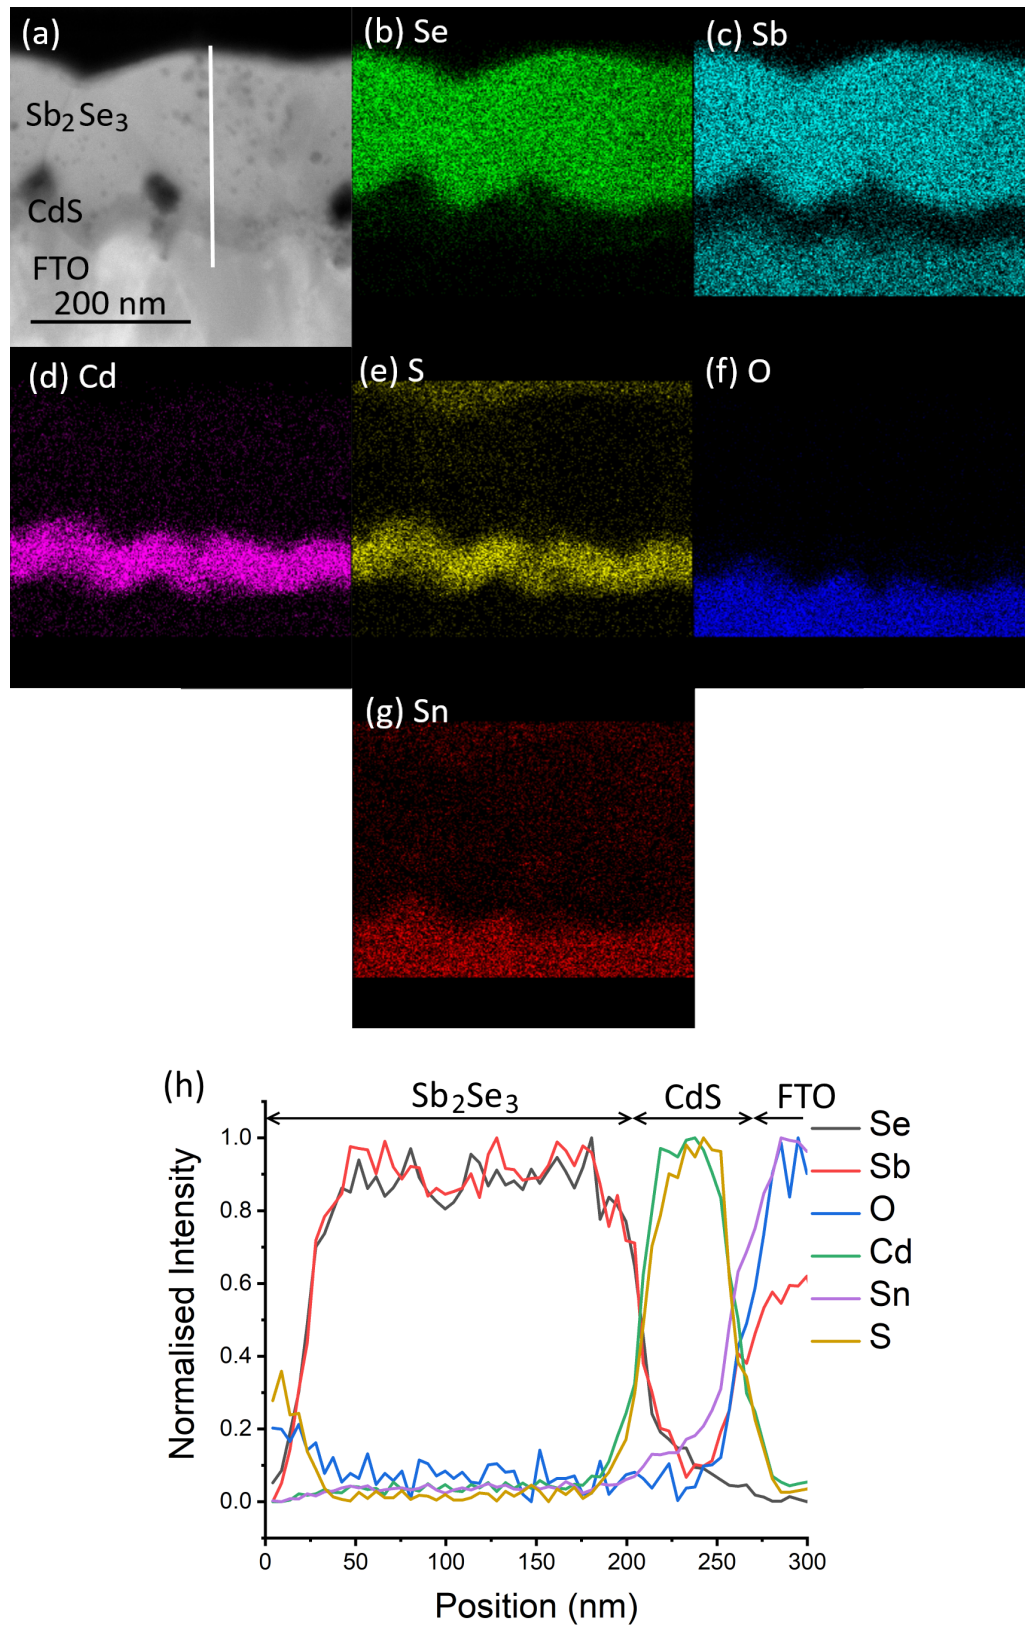 (a)
Sb₂Se₃
CdS
FTO
200 nm
(b) Se
(c) Sb
(d) Cd
(e) S
(f) O
(g) Sn
(h)
Sb₂Se₃ CdS FTO
Normalised Intensity
1.0
0.8
0.6
0.4
0.2
0.0
0 50 100 150 200 250 300
Position (nm)
Se
Sb
O
Cd
Sn
S